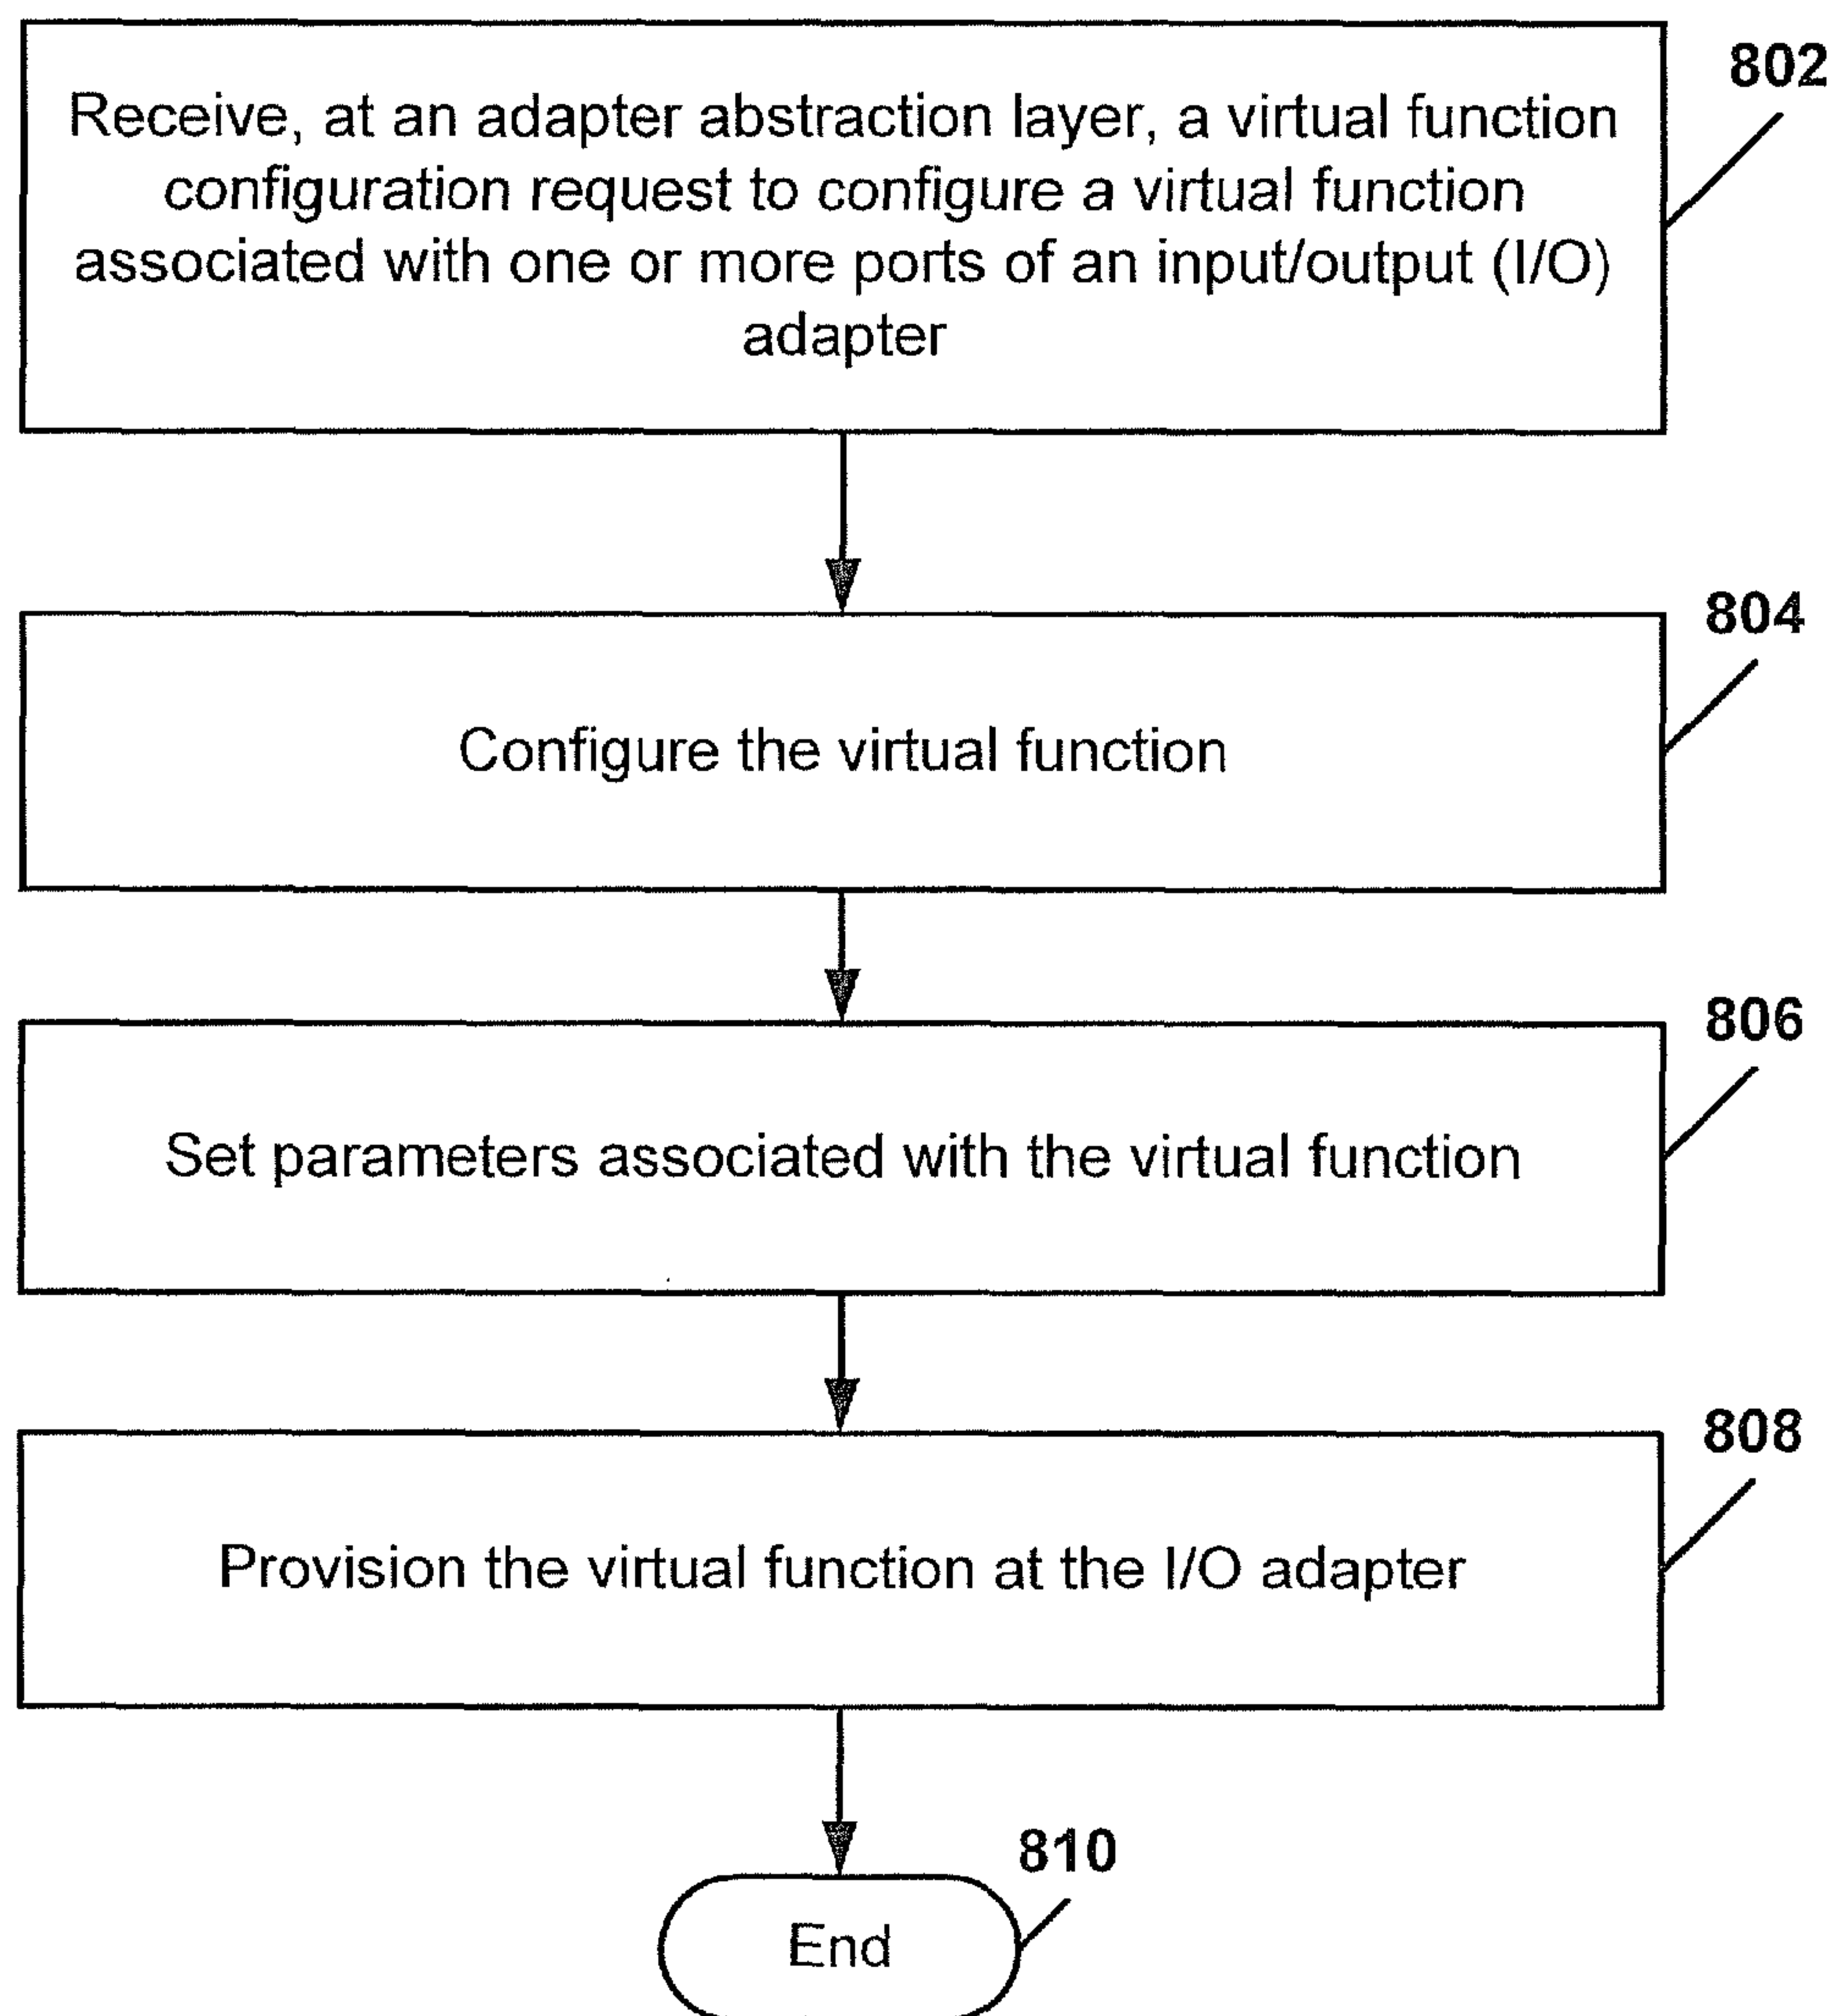 802
Receive, at an adapter abstraction layer, a virtual function
configuration request to configure a virtual function
associated with one or more ports of an input/output (I/O)
adapter
804
Configure the virtual function
806
Set parameters associated with the virtual function
808
Provision the virtual function at the I/O adapter
810
End